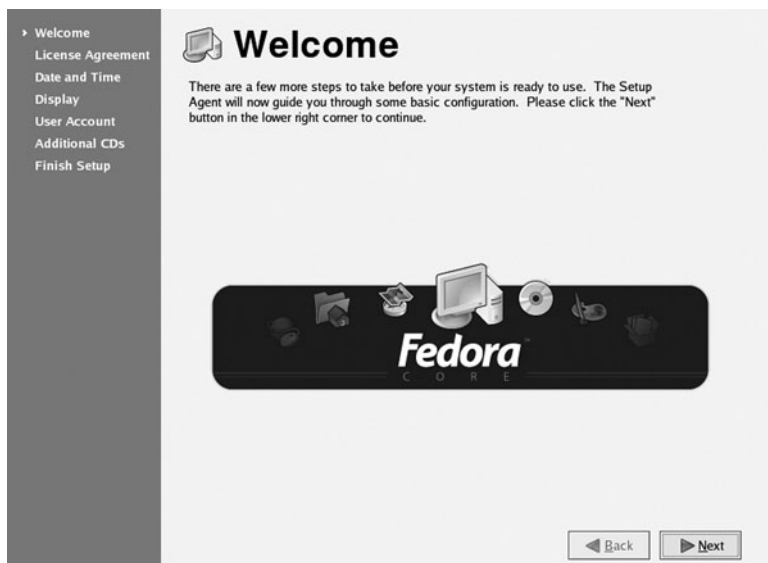 Welcome
License Agreement
Date and Time
Display
User Account
Additional CDs
Finish Setup
Welcome
There are a few more steps to take before your system is ready to use. The Setup
Agent will now guide you through some basic configuration. Please click the "Next"
button in the lower right corner to continue.
Fedora™
CORE
Back
Next